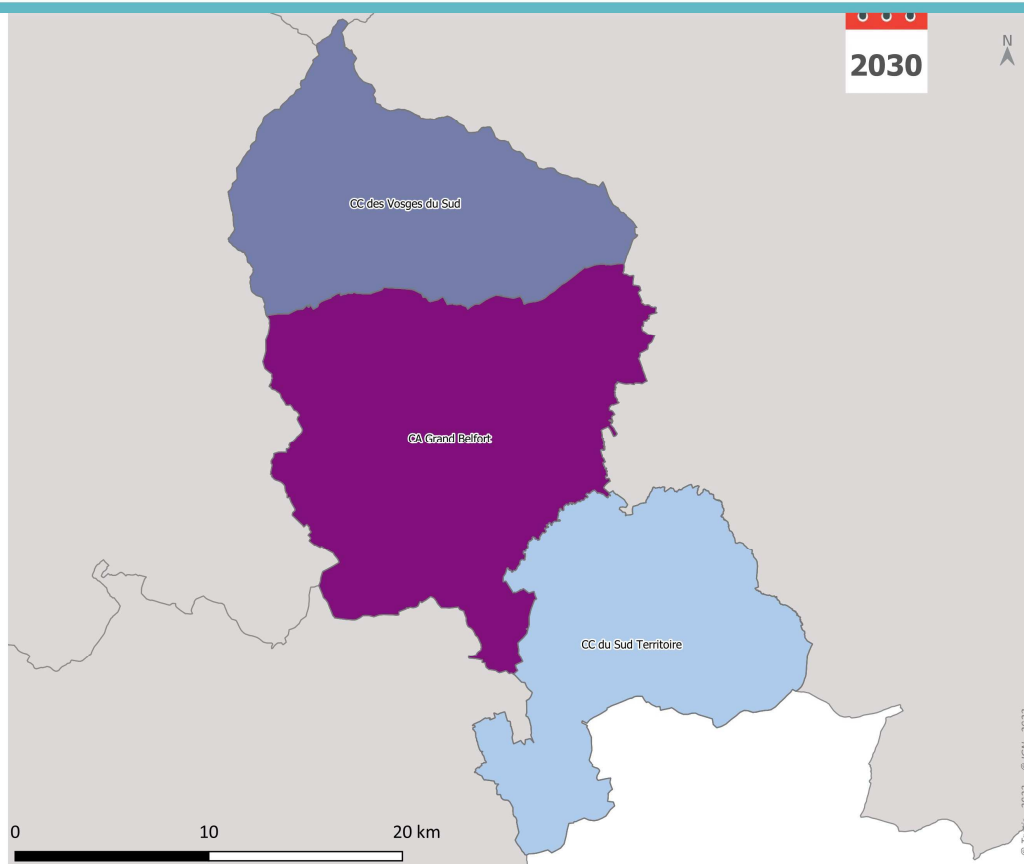 2030
N
CC des Vosges du Sud
CA Grand Belfort
CC du Sud Territoire
0 10 20 km